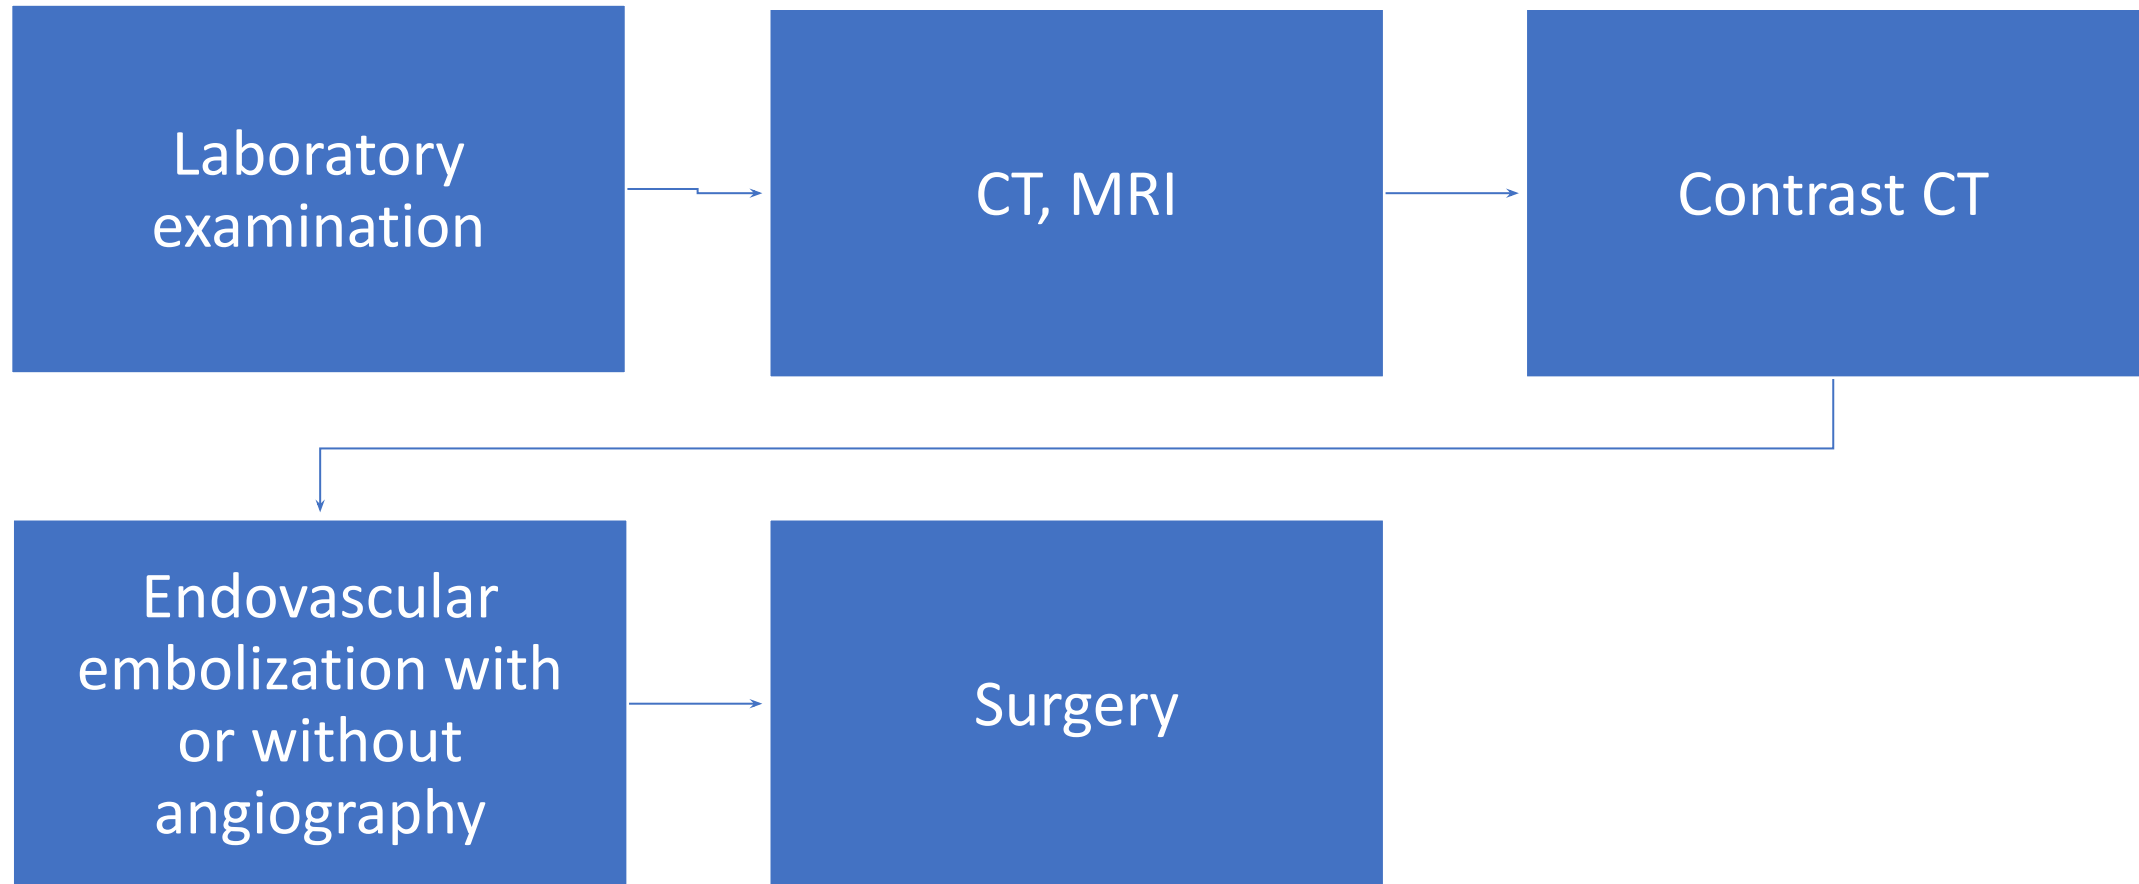 Laboratory
examination
CT, MRI
Contrast CT
Endovascular
embolization with
or without
angiography
Surgery